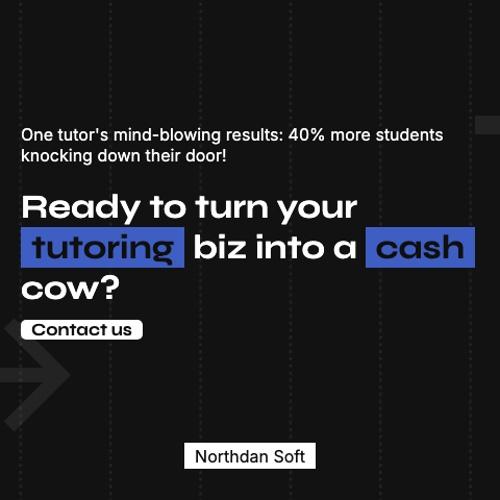 One tutor's mind-blowing results: 40% more students
knocking down their door!
Ready to turn your
tutoring biz into a cash
cow?
Contact us
Northdan Soft